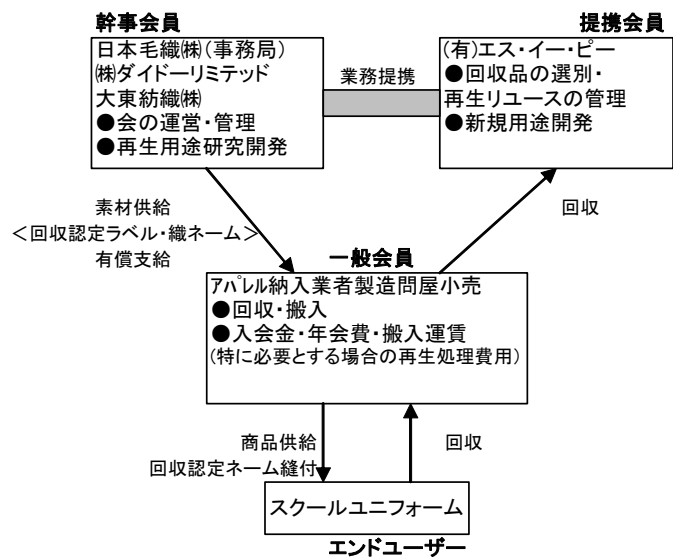 幹事会員
日本毛織㈱(事務局)
㈱ダイドーリミテッド
大東紡織㈱
●会の運営・管理
●再生用途研究開発
業務提携
提携会員
(有)エス・イー・ピー
●回収品の選別・
再生リユースの管理
●新規用途開発
素材供給
＜回収認定ラベル・織ネーム＞
有償支給
回収
一般会員
ｱﾊﾟﾚﾙ納入業者製造問屋小売
●回収・搬入
●入会金・年会費・搬入運賃
(特に必要とする場合の再生処理費用)
商品供給
回収認定ネーム縫付
回収
スクールユニフォーム
エンドユーザー